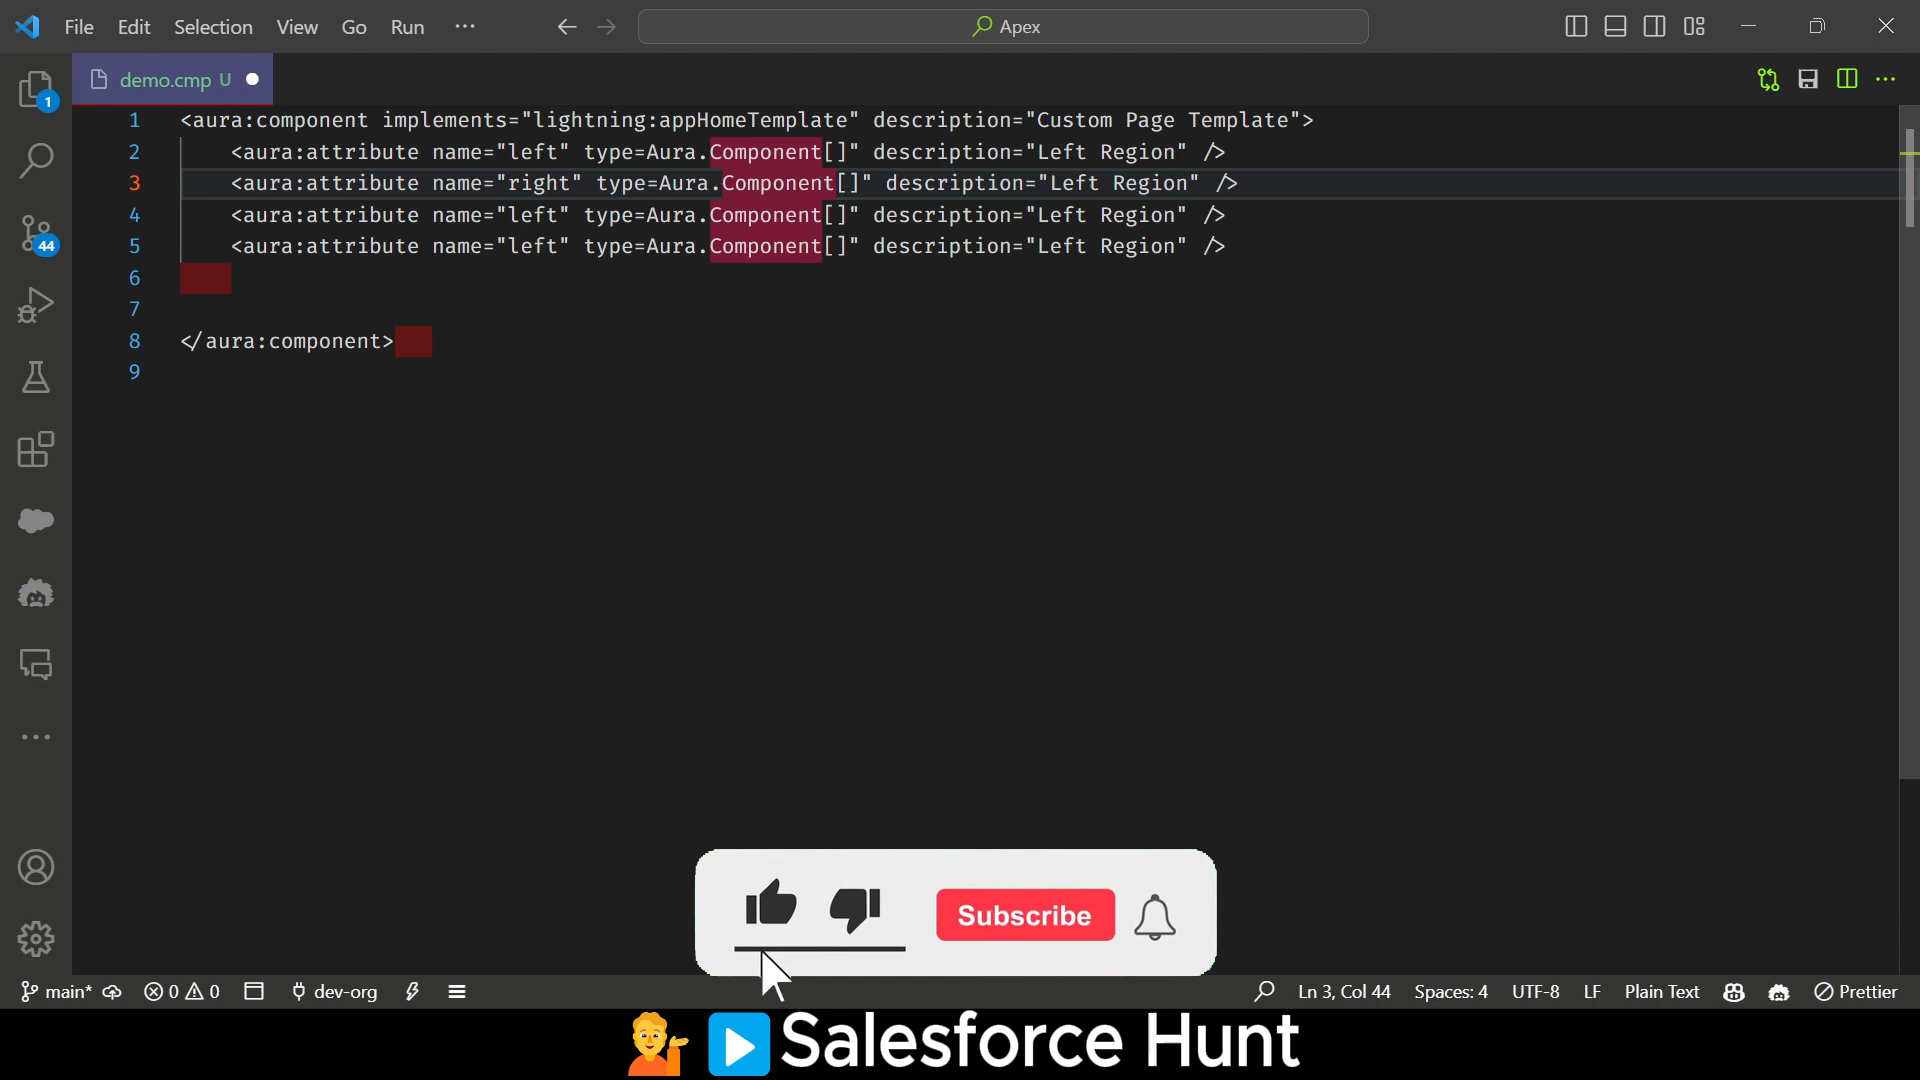 File Edit Selection View Go Run ··· Apex
demo.cmp U
1 <aura:component implements="lightning:appHomeTemplate" description="Custom Page Template">
2 <aura:attribute name="left" type=Aura.Component[]" description="Left Region" />
3 <aura:attribute name="right" type=Aura.Component[]" description="Left Region" />
4 <aura:attribute name="left" type=Aura.Component[]" description="Left Region" />
5 <aura:attribute name="left" type=Aura.Component[]" description="Left Region" />
6
7
8 </aura:component>
9
1
44
Subscribe
main* 0 0 dev-org Ln 3, Col 44 Spaces: 4 UTF-8 LF Plain Text Prettier
Salesforce Hunt